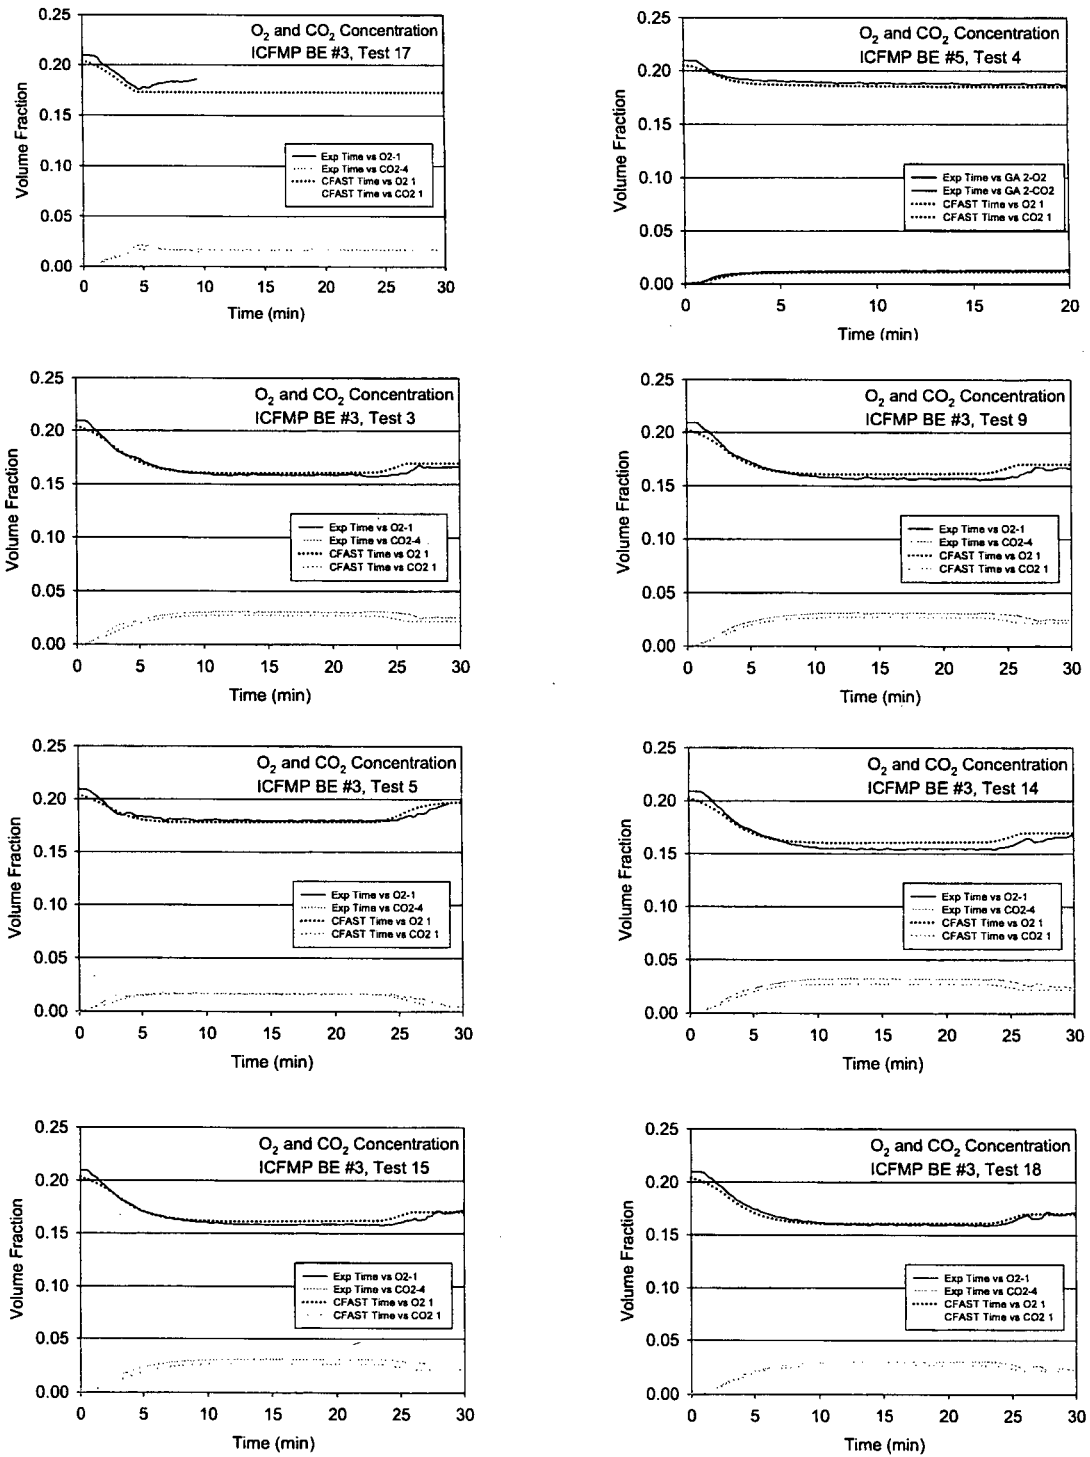 O2 and CO2 Concentration
ICFMP BE #3, Test 17
Volume Fraction
0.25
0.20
0.15
0.10
0.05
0.00
Exp Time vs O2-1
Exp Time vs CO2-4
CFAST Time vs O2 1
CFAST Time vs CO2 1
0 5 10 15 20 25 30
Time (min)
O2 and CO2 Concentration
ICFMP BE #5, Test 4
Volume Fraction
0.25
0.20
0.15
0.10
0.05
0.00
Exp Time vs GA 2-O2
Exp Time vs GA 2-CO2
CFAST Time vs O2 1
CFAST Time vs CO2 1
0 5 10 15 20
Time (min)
O2 and CO2 Concentration
ICFMP BE #3, Test 3
Volume Fraction
0.25
0.20
0.15
0.10
0.05
0.00
Exp Time vs O2-1
Exp Time vs CO2-4
CFAST Time vs O2 1
CFAST Time vs CO2 1
0 5 10 15 20 25 30
Time (min)
O2 and CO2 Concentration
ICFMP BE #3, Test 9
Volume Fraction
0.25
0.20
0.15
0.10
0.05
0.00
Exp Time vs O2-1
Exp Time vs CO2-4
CFAST Time vs O2 1
CFAST Time vs CO2 1
0 5 10 15 20 25 30
Time (min)
O2 and CO2 Concentration
ICFMP BE #3, Test 5
Volume Fraction
0.25
0.20
0.15
0.10
0.05
0.00
Exp Time vs O2-1
Exp Time vs CO2-4
CFAST Time vs O2 1
CFAST Time vs CO2 1
0 5 10 15 20 25 30
Time (min)
O2 and CO2 Concentration
ICFMP BE #3, Test 14
Volume Fraction
0.25
0.20
0.15
0.10
0.05
0.00
Exp Time vs O2-1
Exp Time vs CO2-4
CFAST Time vs O2 1
CFAST Time vs CO2 1
0 5 10 15 20 25 30
Time (min)
O2 and CO2 Concentration
ICFMP BE #3, Test 15
Volume Fraction
0.25
0.20
0.15
0.10
0.05
0.00
Exp Time vs O2-1
Exp Time vs CO2-4
CFAST Time vs O2 1
CFAST Time vs CO2 1
0 5 10 15 20 25 30
Time (min)
O2 and CO2 Concentration
ICFMP BE #3, Test 18
Volume Fraction
0.25
0.20
0.15
0.10
0.05
0.00
Exp Time vs O2-1
Exp Time vs CO2-4
CFAST Time vs O2 1
CFAST Time vs CO2 1
0 5 10 15 20 25 30
Time (min)